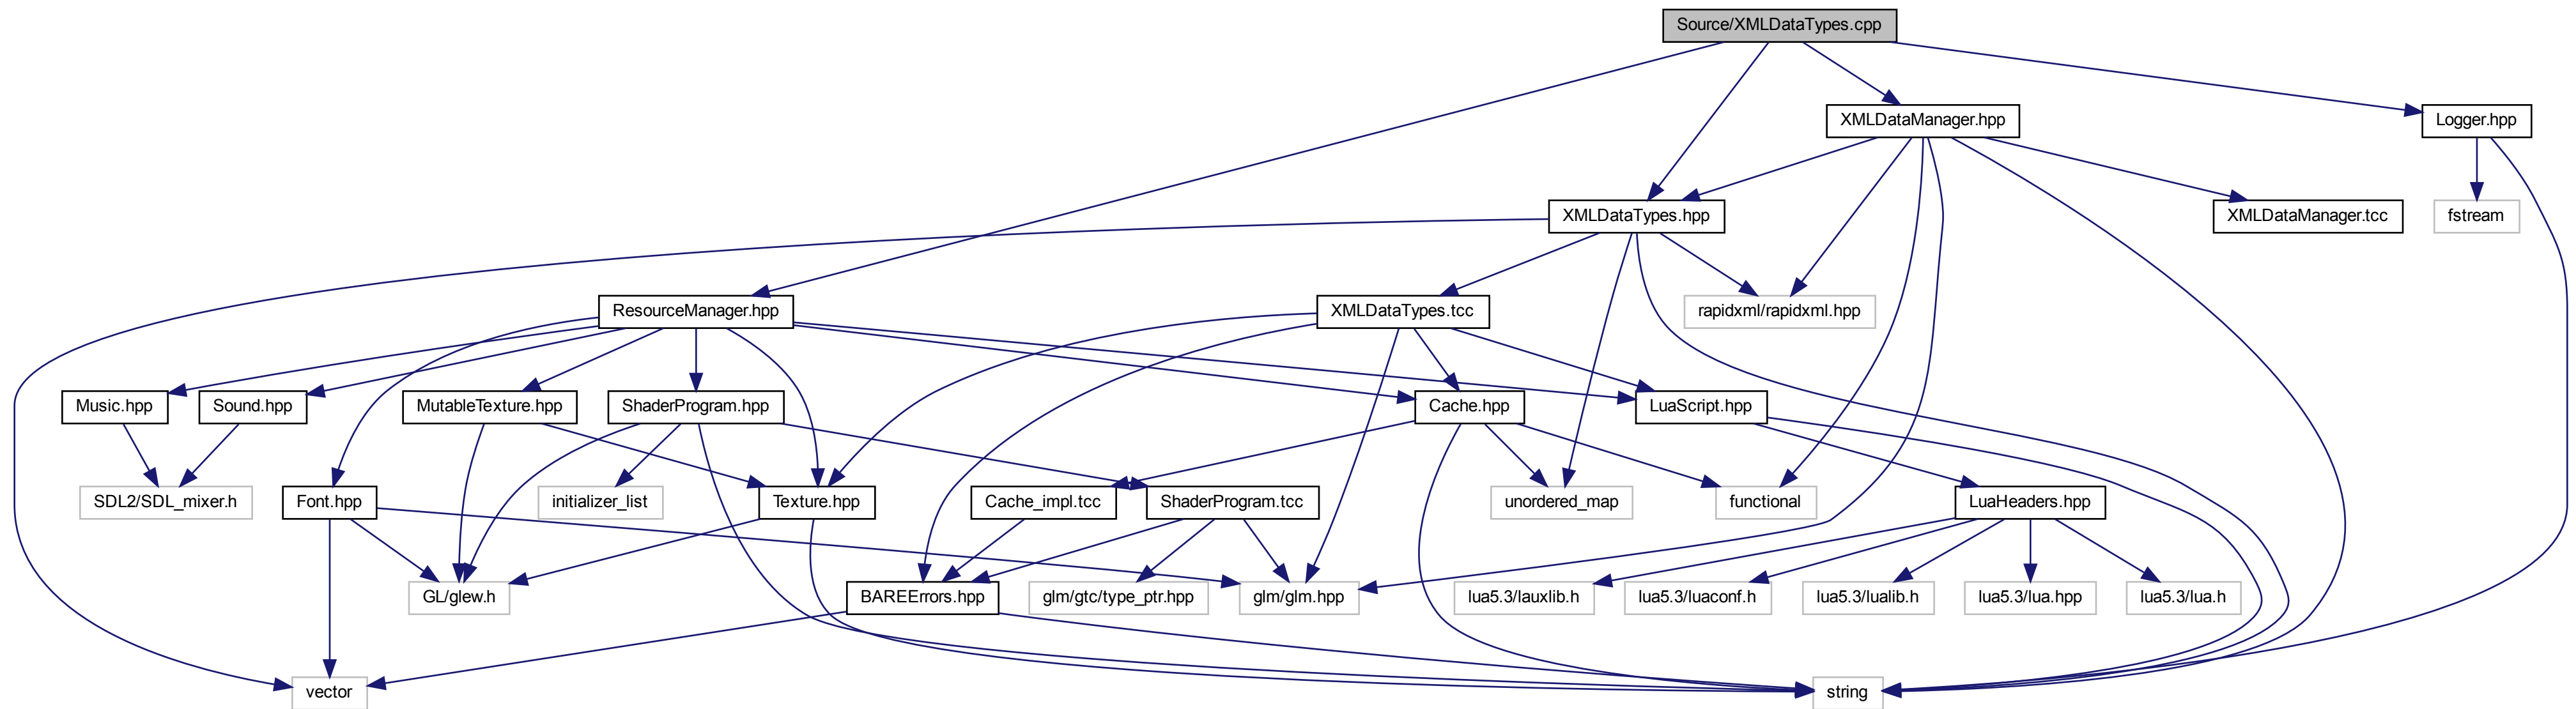 Source/XMLDataTypes.cpp
XMLDataManager.hpp
Logger.hpp
XMLDataTypes.hpp
XMLDataManager.tcc
fstream
ResourceManager.hpp
XMLDataTypes.tcc
rapidxml/rapidxml.hpp
Music.hpp
Sound.hpp
MutableTexture.hpp
ShaderProgram.hpp
Cache.hpp
LuaScript.hpp
SDL2/SDL_mixer.h
Font.hpp
initializer_list
Texture.hpp
Cache_impl.tcc
ShaderProgram.tcc
unordered_map
functional
LuaHeaders.hpp
GL/glew.h
BAREErrors.hpp
glm/gtc/type_ptr.hpp
glm/glm.hpp
lua5.3/lauxlib.h
lua5.3/luaconf.h
lua5.3/lualib.h
lua5.3/lua.hpp
lua5.3/lua.h
vector
string